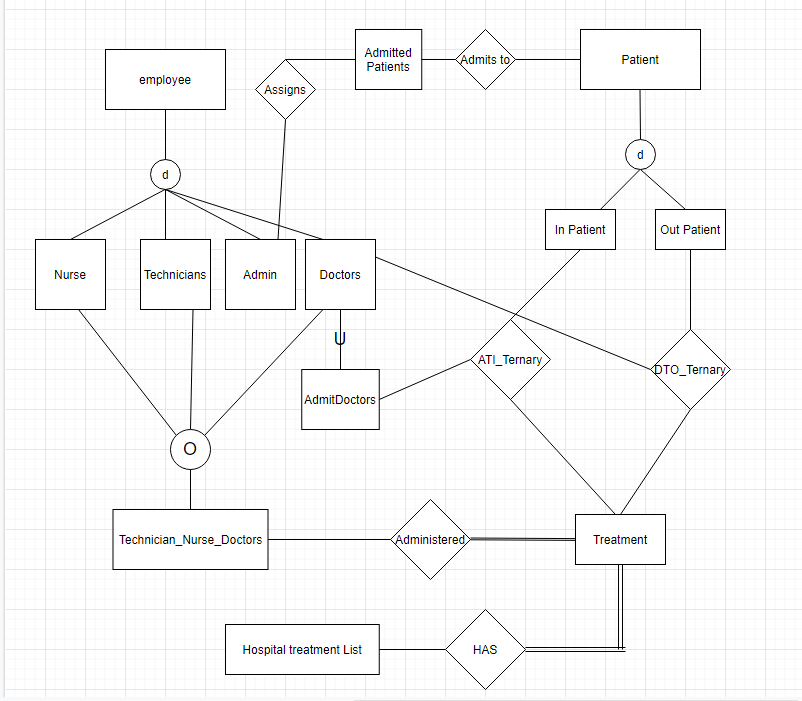 Admitted
Patients
Admits to
Patient
employee
Assigns
d
d
In Patient
Out Patient
Nurse
Technicians
Admin
Doctors
U
ATI_Ternary
DTO_Ternary
AdmitDoctors
O
Technician_Nurse_Doctors
Administered
Treatment
Hospital treatment List
HAS